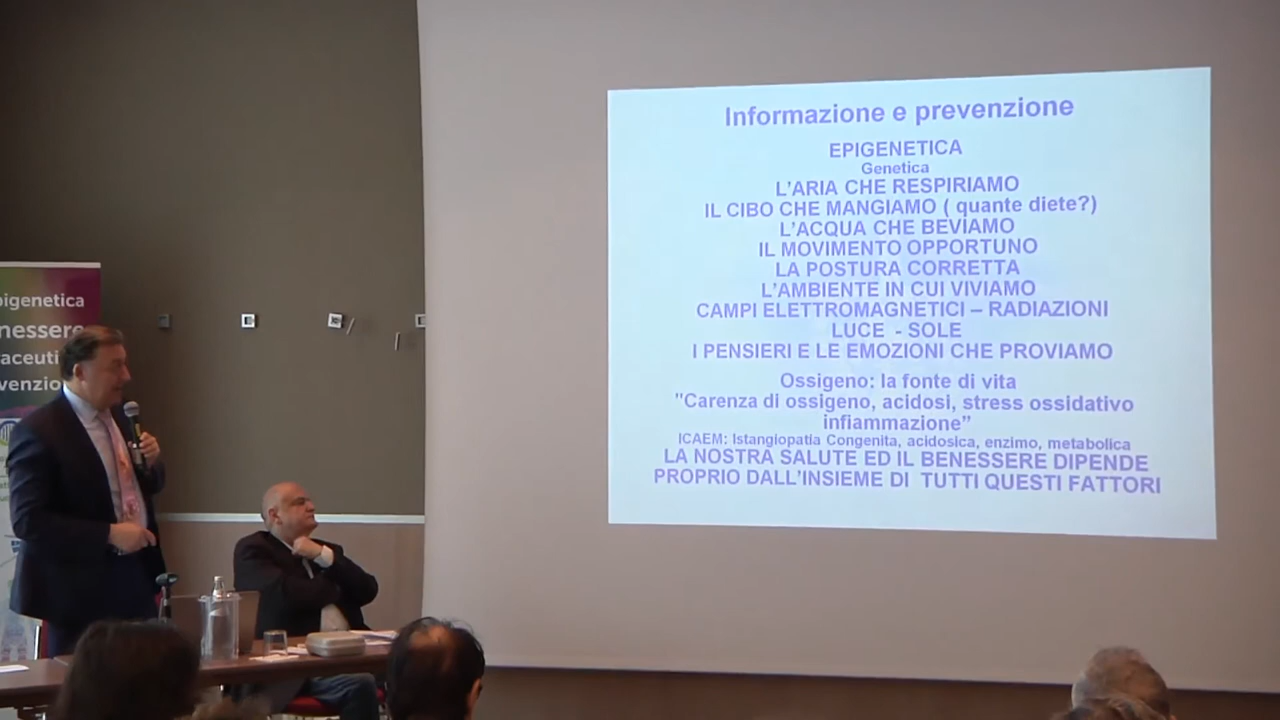 Informazione e prevenzione
EPIGENETICA
Genetica
L'ARIA CHE RESPIRIAMO
IL CIBO CHE MANGIAMO ( quante diete?)
L'ACQUA CHE BEVIAMO
IL MOVIMENTO OPPORTUNO
LA POSTURA CORRETTA
L'AMBIENTE IN CUI VIVIAMO
CAMPI ELETTROMAGNETICI – RADIAZIONI
LUCE - SOLE
I PENSIERI E LE EMOZIONI CHE PROVIAMO
Ossigeno: la fonte di vita
"Carenza di ossigeno, acidosi, stress ossidativo
infiammazione”
ICAEM: Istangiopatia Congenita, acidosica, enzimo, metabolica
LA NOSTRA SALUTE ED IL BENESSERE DIPENDE
PROPRIO DALL'INSIEME DI TUTTI QUESTI FATTORI
pigenetica
nessere
aceuti
venzio